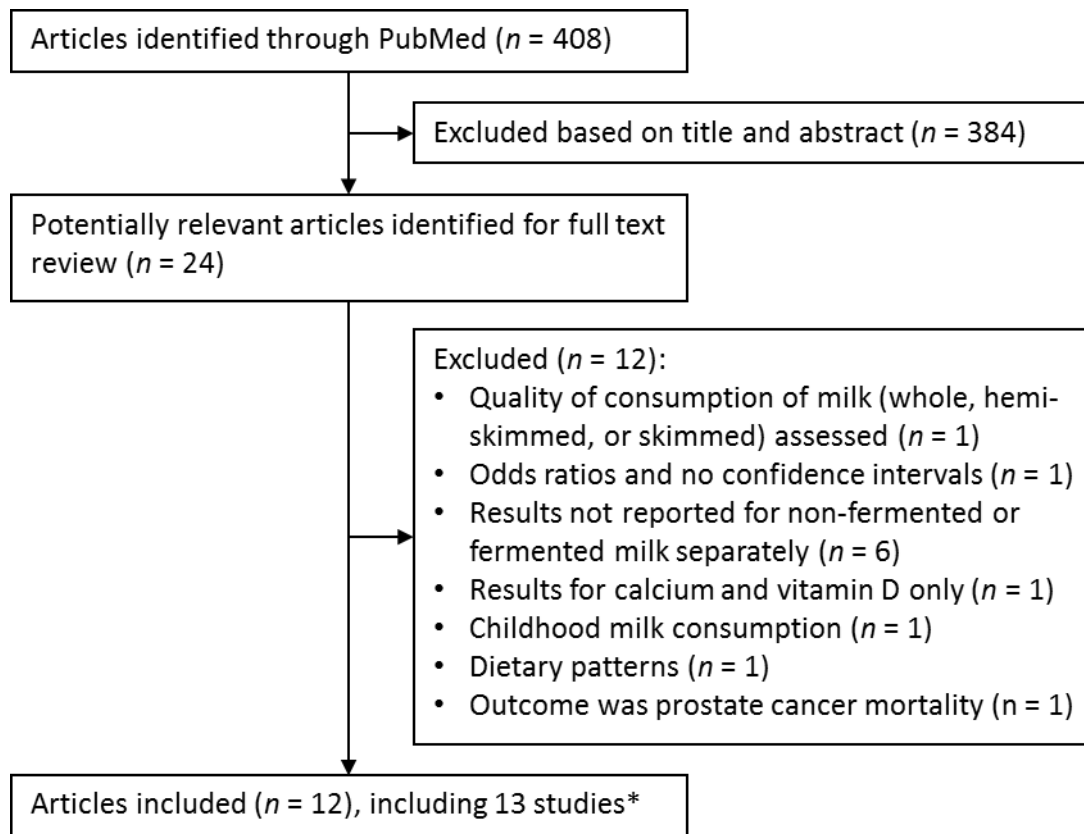 Articles identified through PubMed (n = 408)
Excluded based on title and abstract (n = 384)
Potentially relevant articles identified for full text
review (n = 24)
Excluded (n = 12):
• Quality of consumption of milk (whole, hemi-
skimmed, or skimmed) assessed (n = 1)
• Odds ratios and no confidence intervals (n = 1)
• Results not reported for non-fermented or
fermented milk separately (n = 6)
• Results for calcium and vitamin D only (n = 1)
• Childhood milk consumption (n = 1)
• Dietary patterns (n = 1)
• Outcome was prostate cancer mortality (n = 1)
Articles included (n = 12), including 13 studies*